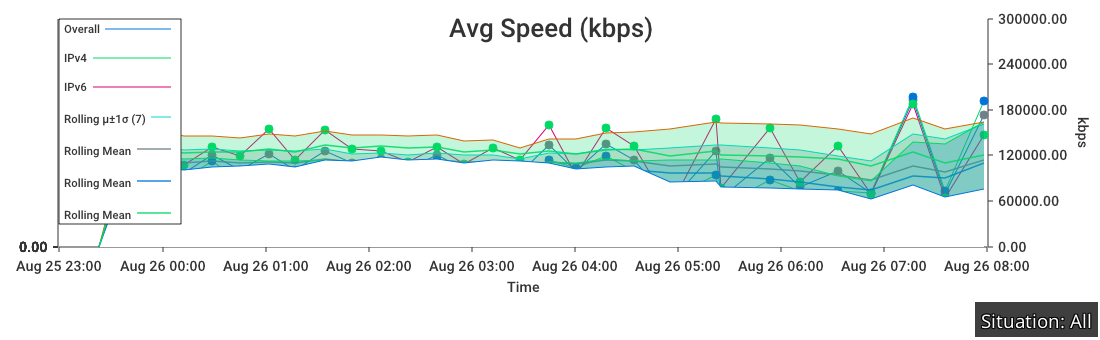 Avg Speed (kbps)
Overall
IPv4
IPv6
Rolling µ±1σ (7)
Rolling Mean
Rolling Mean
Rolling Mean
300000.00
240000.00
180000.00
120000.00
60000.00
0.00
kbps
0.00
Aug 25 23:00 Aug 26 00:00 Aug 26 01:00 Aug 26 02:00 Aug 26 03:00 Aug 26 04:00 Aug 26 05:00 Aug 26 06:00 Aug 26 07:00 Aug 26 08:00
Time
Situation: All